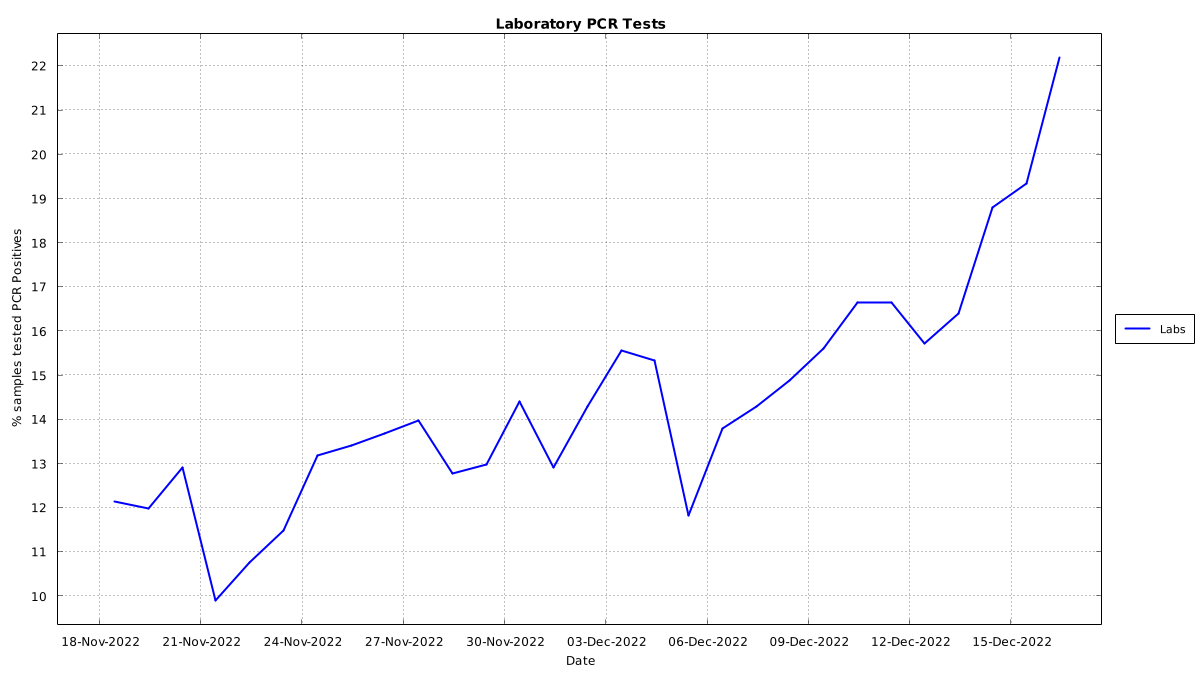 Laboratory PCR Tests
22
21
20
19
18
17
16
15
14
13
12
11
10
% samples tested PCR Positives
18-Nov-2022 21-Nov-2022 24-Nov-2022 27-Nov-2022 30-Nov-2022 03-Dec-2022 06-Dec-2022 09-Dec-2022 12-Dec-2022 15-Dec-2022
Date
Labs